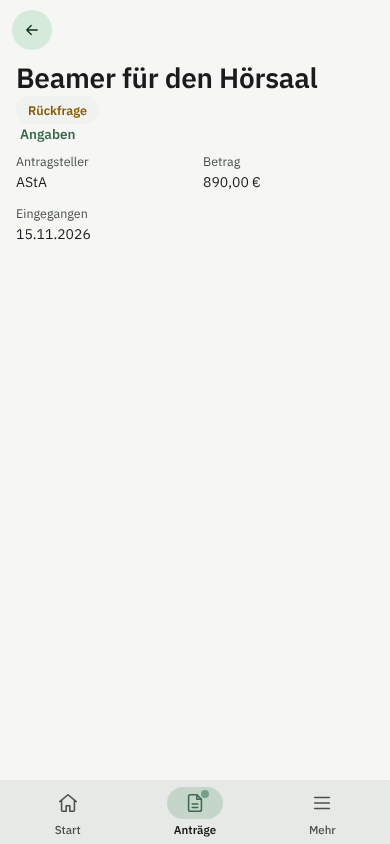 Beamer für den Hörsaal
Rückfrage
Angaben
Antragsteller
AStA
Betrag
890,00 €
Eingegangen
15.11.2026
Start
Anträge
Mehr